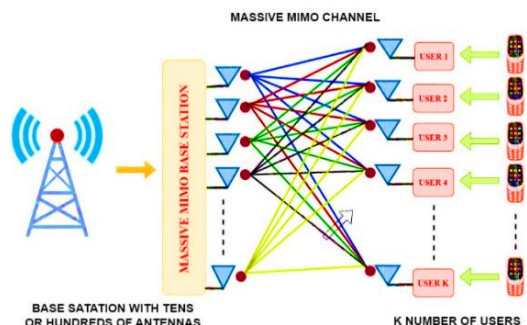 MASSIVE MIMO CHANNEL
MASSIVE MIMO BASE STATION
USER 1
USER 2
USER 3
USER 4
USER K
BASE SATATION WITH TENS
OR HUNDREDS OF ANTENNAS
K NUMBER OF USERS